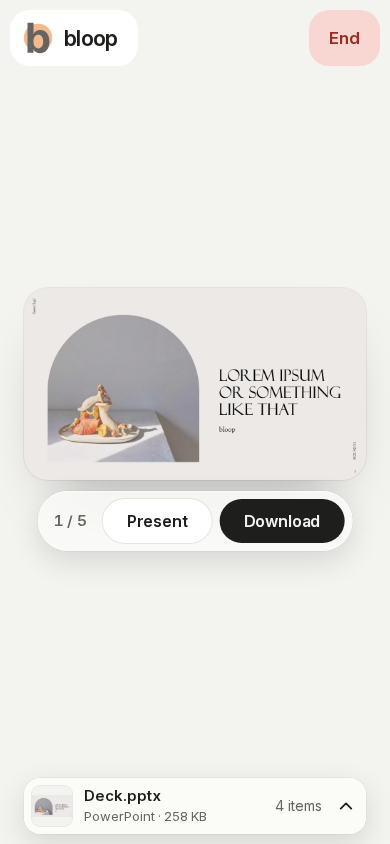 b bloop
End
LOREM IPSUM
OR SOMETHING
LIKE THAT
bloop
1 / 5
Present
Download
Deck.pptx
PowerPoint · 258 KB
4 items